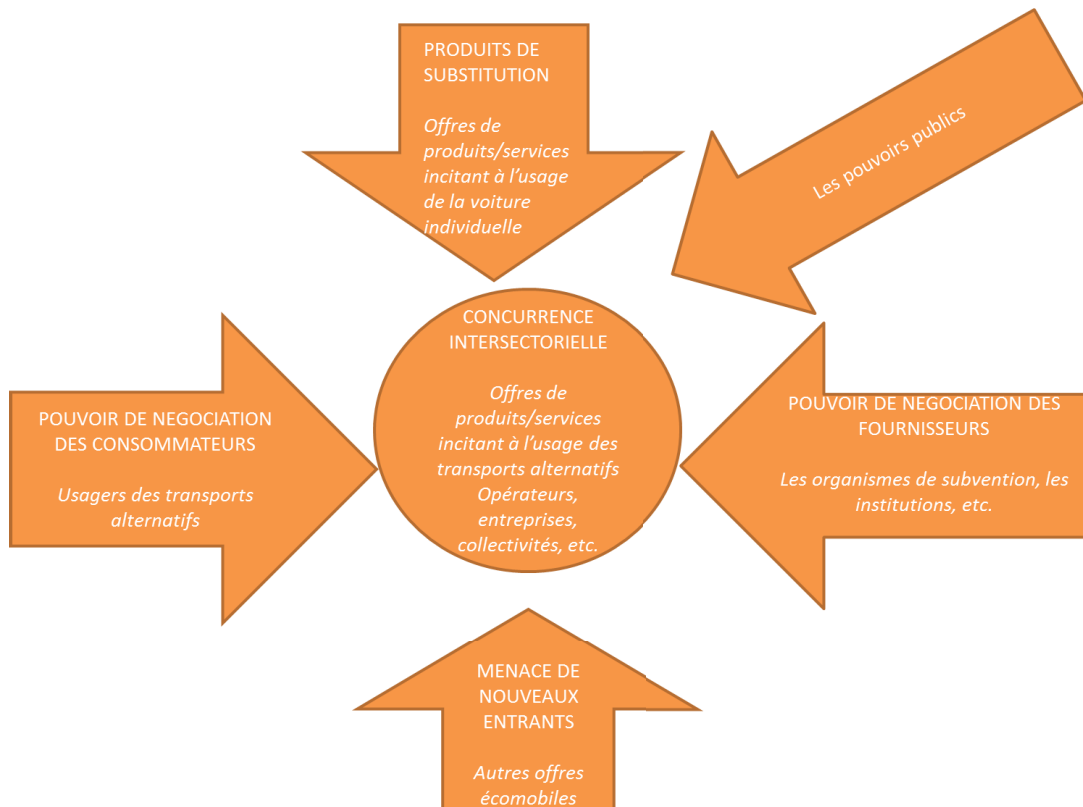 PRODUITS DE
SUBSTITUTION
Offres de
produits/services
incitant à l'usage
de la voiture
individuelle
Les pouvoirs publics
CONCURRENCE
INTERSECTORIELLE
Offres de
produits/services
incitant à l'usage des
transports alternatifs
Opérateurs,
entreprises,
collectivités, etc.
POUVOIR DE NEGOCIATION
DES CONSOMMATEURS
Usagers des transports
alternatifs
POUVOIR DE NEGOCIATION DES
FOURNISSEURS
Les organismes de subvention, les
institutions, etc.
MENACE DE
NOUVEAUX
ENTRANTS
Autres offres
écomobiles